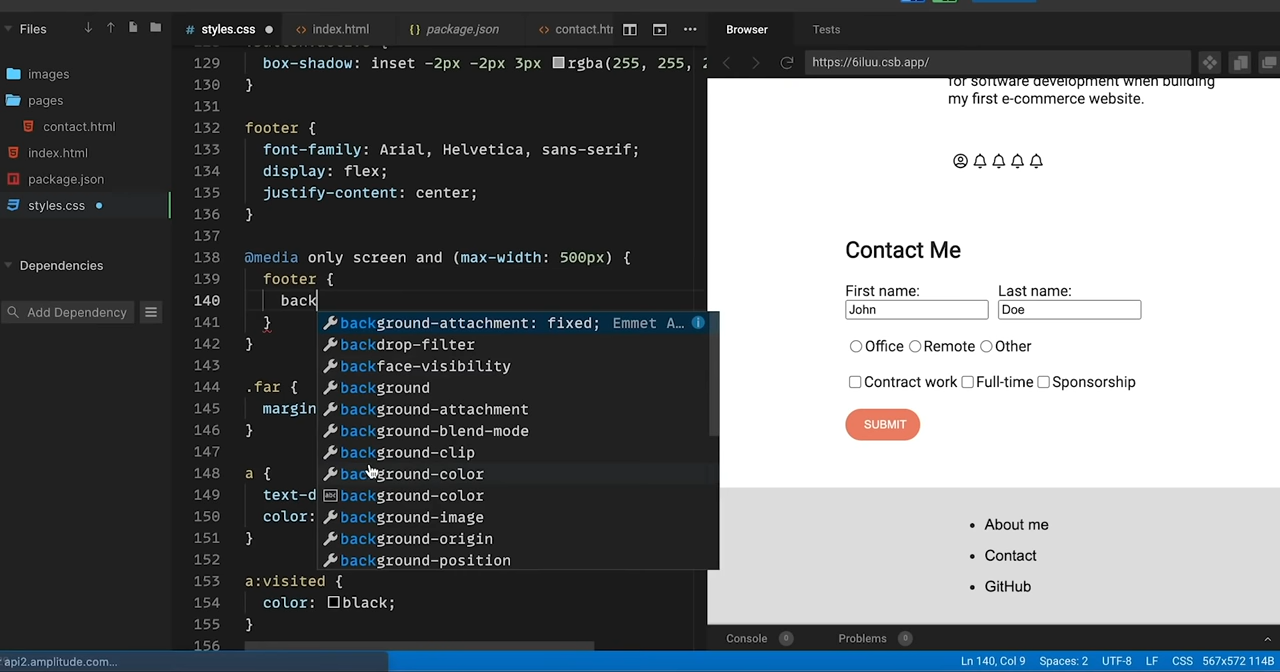 Files
styles.css
index.html
package.json
contact.htr
Browser
Tests
https://6iluu.csb.app/
images
pages
contact.html
index.html
package.json
styles.css
Dependencies
Add Dependency
129 box-shadow: inset -2px -2px 3px rgba(255, 255, 2
130 }
131
132 footer {
133 font-family: Arial, Helvetica, sans-serif;
134 display: flex;
135 justify-content: center;
136 }
137
138 @media only screen and (max-width: 500px) {
139 footer {
140 back
141 }
142 }
143
144 .far {
145 margin
146 }
147
148 a {
149 text-d
150 color:
151 }
152
153 a:visited {
154 color: black;
155 }
156
background-attachment: fixed; Emmet A…
backdrop-filter
backface-visibility
background
background-attachment
background-blend-mode
background-clip
background-color
background-color
background-image
background-origin
background-position
for software development when building
my first e-commerce website.
Contact Me
First name: Last name:
John Doe
Office Remote Other
Contract work Full-time Sponsorship
SUBMIT
About me
Contact
GitHub
Console 0 Problems 0
api2.amplitude.com...
Ln 140, Col 9 Spaces: 2 UTF-8 LF CSS 567x572 114B